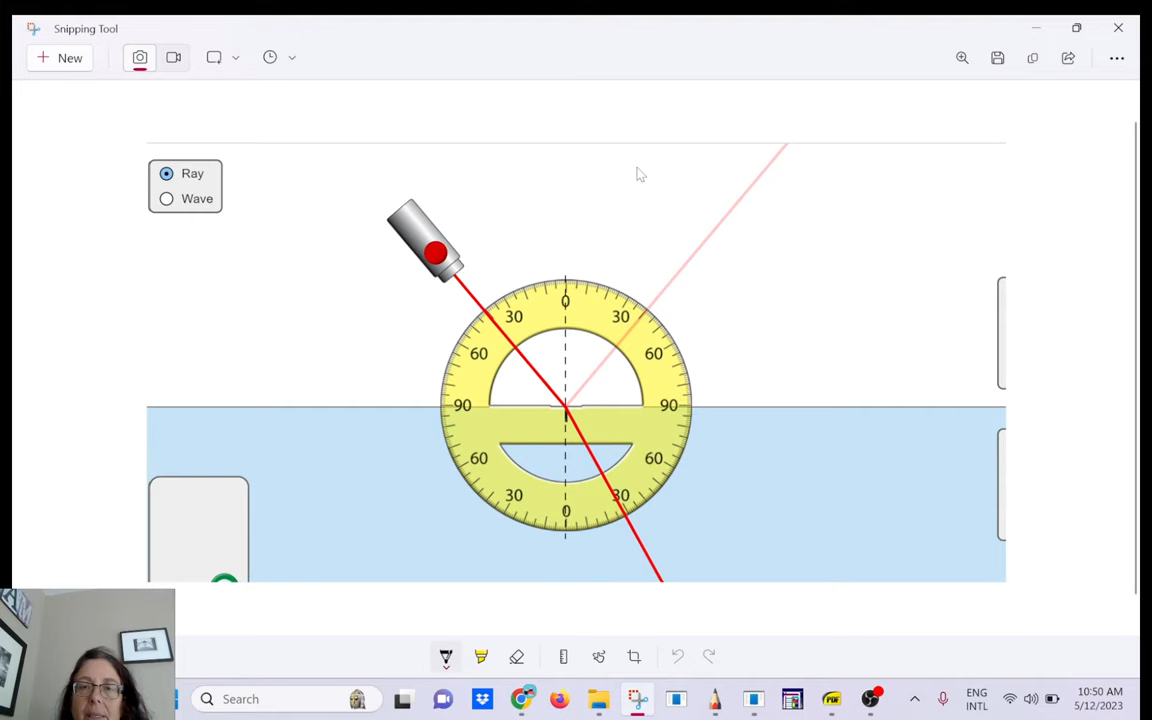 Snipping Tool
New
Ray
Wave
0
30 30
60 60
90 90
60 60
30 30
0
Search
ENG
INTL
10:50 AM
5/12/2023